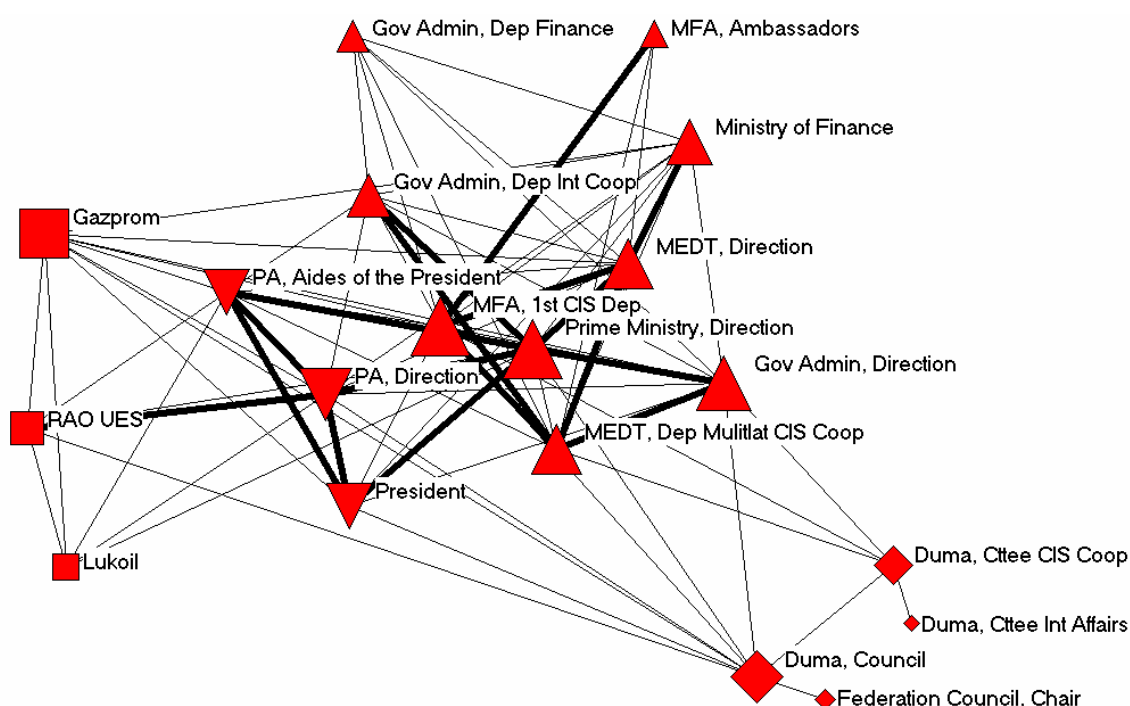 Gov Admin, Dep Finance
MFA, Ambassadors
Ministry of Finance
Gov Admin, Dep Int Coop
Gazprom
MEDT, Direction
PA, Aides of the President
MFA, 1st CIS Dep
Prime Ministry, Direction
Gov Admin, Direction
PA, Direction
RAO UES
MEDT, Dep Mulitlat CIS Coop
President
Lukoil
Duma, Cttee CIS Coop
Duma, Cttee Int Affairs
Duma, Council
Federation Council, Chair